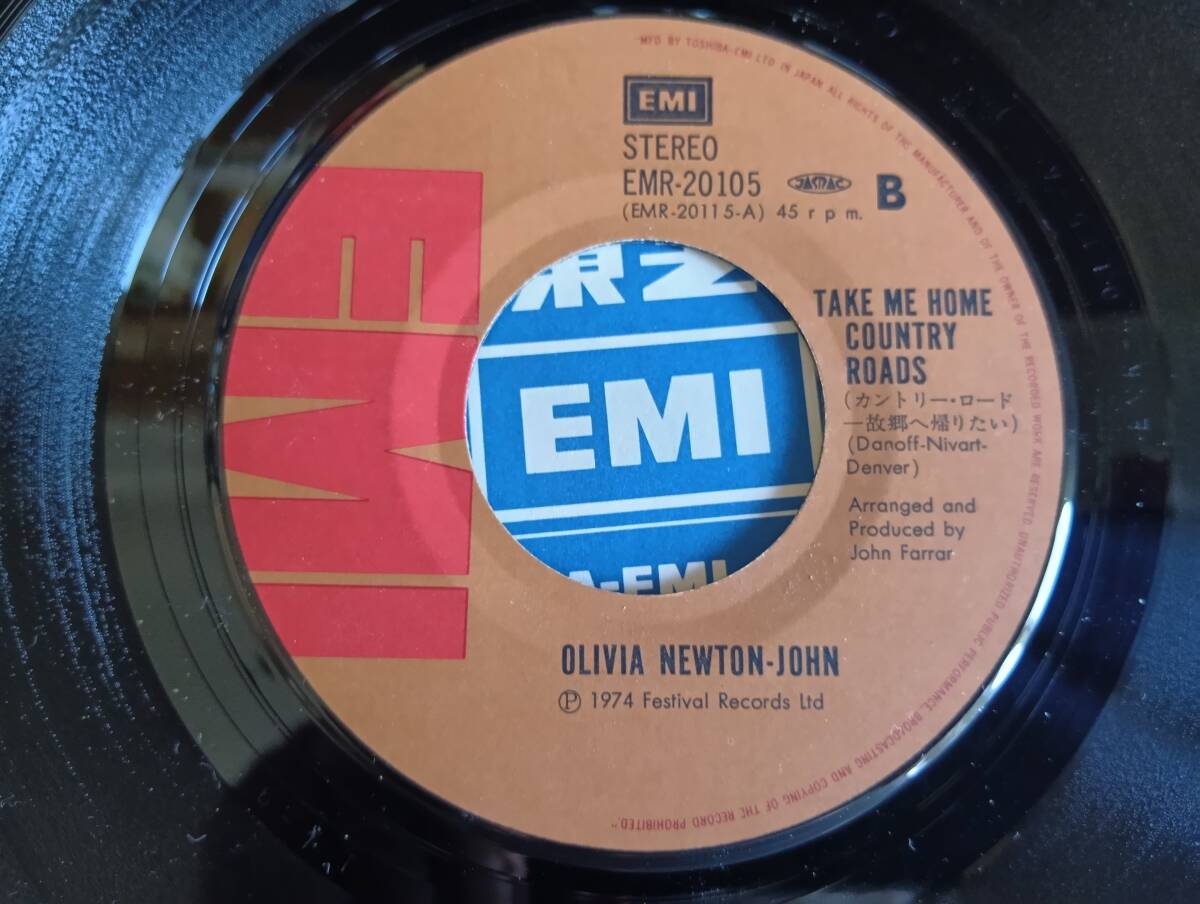 EMI
STEREO
EMR-20105 JASRAC B
(EMR-20115-A) 45 r p m.
TAKE ME HOME
COUNTRY
ROADS
(カントリー・ロード
—故郷へ帰りたい)
(Danoff-Nivart-
Denver)
Arranged and
Produced by
John Farrar
OLIVIA NEWTON-JOHN
Ⓟ 1974 Festival Records Ltd
"MFD BY TOSHIBA-EMI LTD. IN JAPAN ALL RIGHTS OF THE MANUFACTURER AND OF THE OWNER OF THE RECORDED WORK ARE RESERVED. UNAUTHORIZED PUBLIC PERFORMANCE, BROADCASTING AND COPYING OF THE RECORD PROHIBITED."
EMI
東芝
EMI
A-EMI